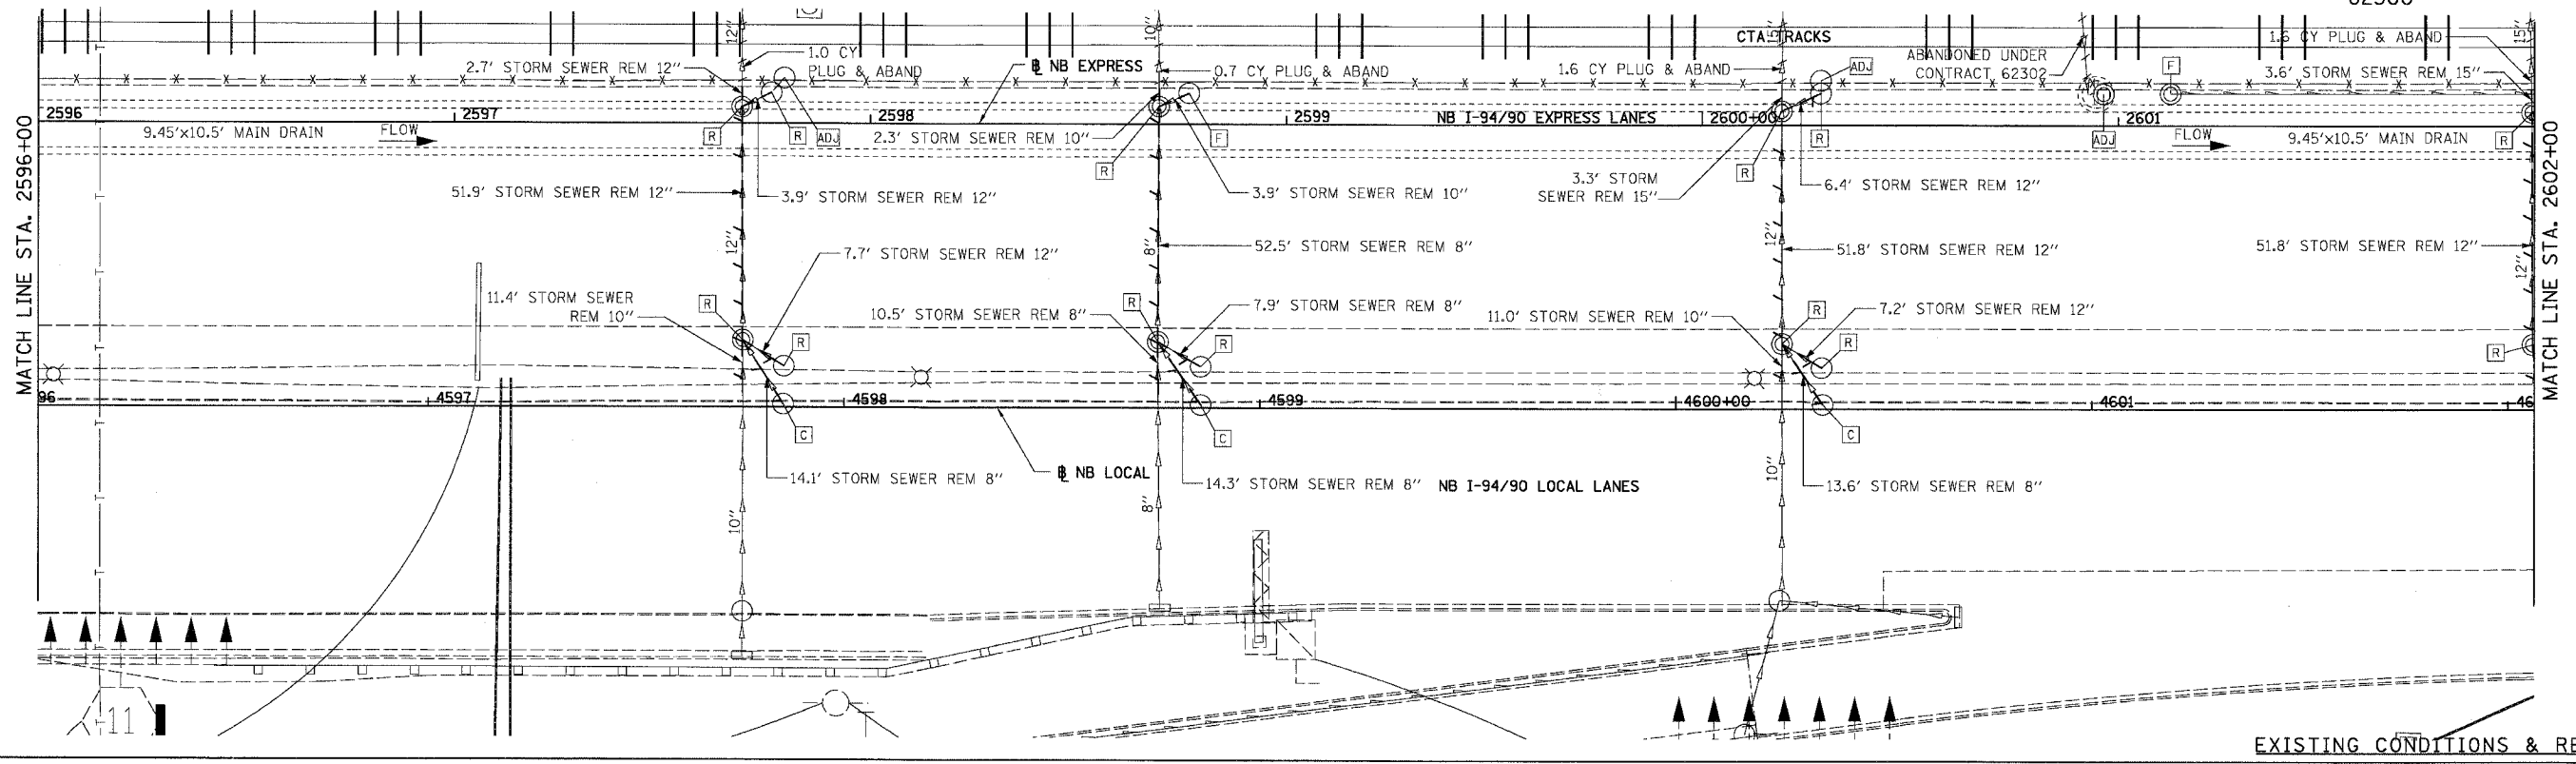 12″
10″
15″
15″
CTA TRACKS
1.0 CY
PLUG & ABAND
2.7′ STORM SEWER REM 12″
℄ NB EXPRESS
0.7 CY PLUG & ABAND
1.6 CY PLUG & ABAND
ADJ
ABANDONED UNDER
CONTRACT 62302
F
1.6 CY PLUG & ABAND
3.6′ STORM SEWER REM 15″
2596
2597
2598
2599
NB I-94/90 EXPRESS LANES
2600+00
2601
9.45′x10.5′ MAIN DRAIN
FLOW
R
R
ADJ
2.3′ STORM SEWER REM 10″
F
R
R
R
ADJ
FLOW
9.45′x10.5′ MAIN DRAIN
R
MATCH LINE STA. 2596+00
MATCH LINE STA. 2602+00
51.9′ STORM SEWER REM 12″
3.9′ STORM SEWER REM 12″
3.9′ STORM SEWER REM 10″
3.3′ STORM
SEWER REM 15″
6.4′ STORM SEWER REM 12″
12″
7.7′ STORM SEWER REM 12″
8″
52.5′ STORM SEWER REM 8″
12″
51.8′ STORM SEWER REM 12″
51.8′ STORM SEWER REM 12″
12″
11.4′ STORM SEWER
REM 10″
R
R
10.5′ STORM SEWER REM 8″
R
7.9′ STORM SEWER REM 8″
R
11.0′ STORM SEWER REM 10″
R
7.2′ STORM SEWER REM 12″
R
R
96
4597
4598
4599
4600+00
4601
46
C
C
C
14.1′ STORM SEWER REM 8″
℄ NB LOCAL
14.3′ STORM SEWER REM 8″
NB I-94/90 LOCAL LANES
13.6′ STORM SEWER REM 8″
10″
8″
10″
11
EXISTING CONDITIONS & RE